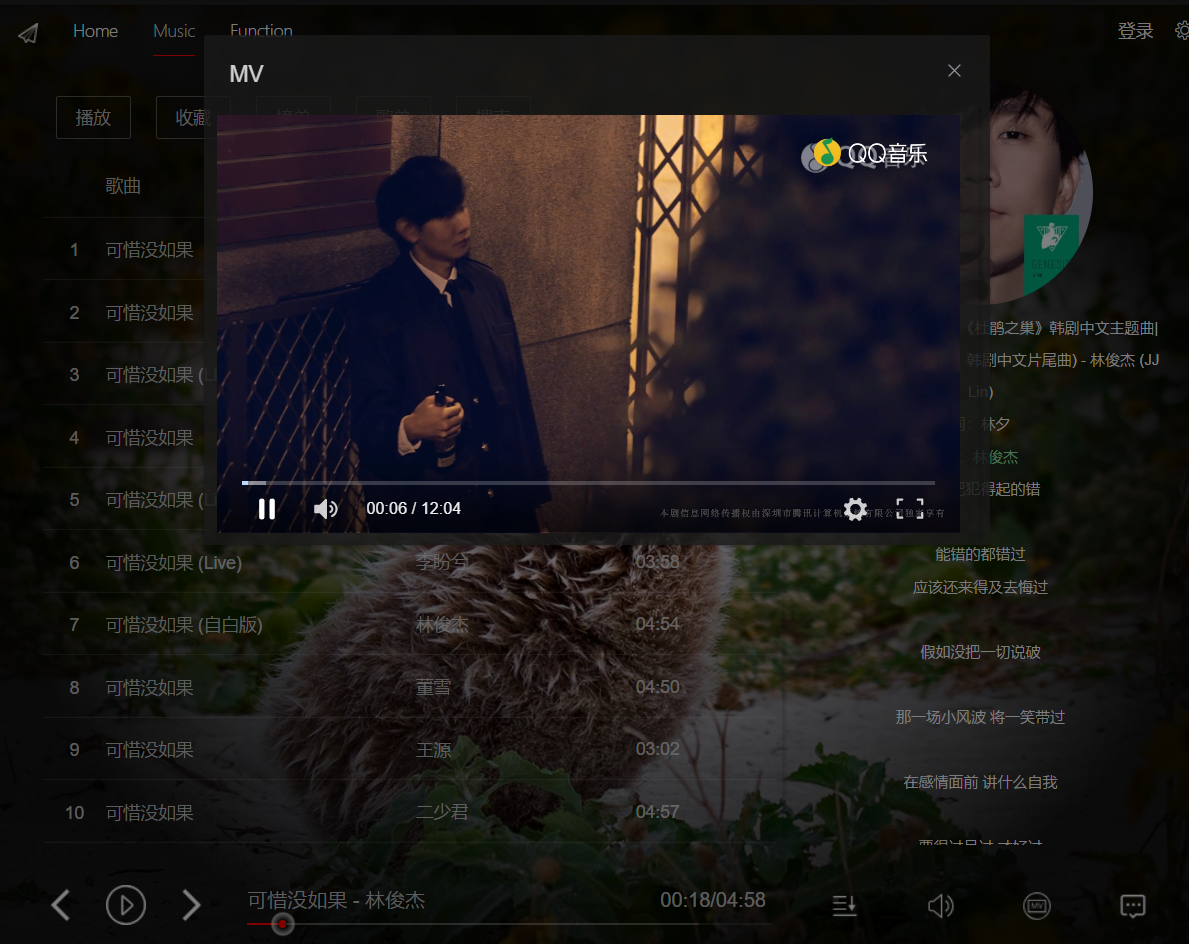 Home Music Function
登录
MV
播放 收藏
QQ音乐
歌曲
GENESIS
1 可惜没如果
2 可惜没如果
3 可惜没如果 (Li
4 可惜没如果
5 可惜没如果 (Li
00:06 / 12:04
本剧信息网络传播权由深圳市腾讯计算机
有限公司独家享有
6 可惜没如果 (Live) 李盼兮 03:58
7 可惜没如果 (自白版) 林俊杰 04:54
8 可惜没如果 董雪 04:50
9 可惜没如果 王源 03:02
10 可惜没如果 二少君 04:57
《杜鹃之巢》韩剧中文主题曲|
韩剧中文片尾曲) - 林俊杰 (JJ
Lin)
词：林夕
：林俊杰
把犯得起的错
能错的都错过
应该还来得及去悔过
假如没把一切说破
那一场小风波 将一笑带过
在感情面前 讲什么自我
可惜没如果 - 林俊杰 00:18/04:58
MV